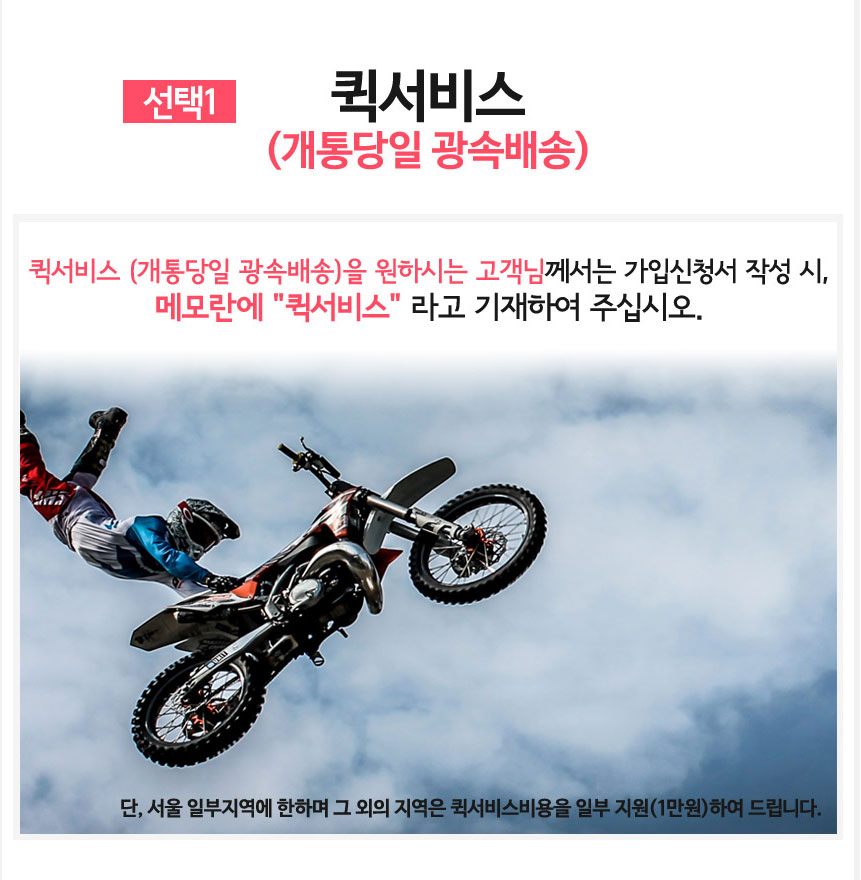 선택1
퀵서비스
(개통당일 광속배송)
퀵서비스 (개통당일 광속배송)을 원하시는 고객님께서는 가입신청서 작성 시,
메모란에 "퀵서비스" 라고 기재하여 주십시오.
단, 서울 일부지역에 한하며 그 외의 지역은 퀵서비스비용을 일부 지원(1만원)하여 드립니다.